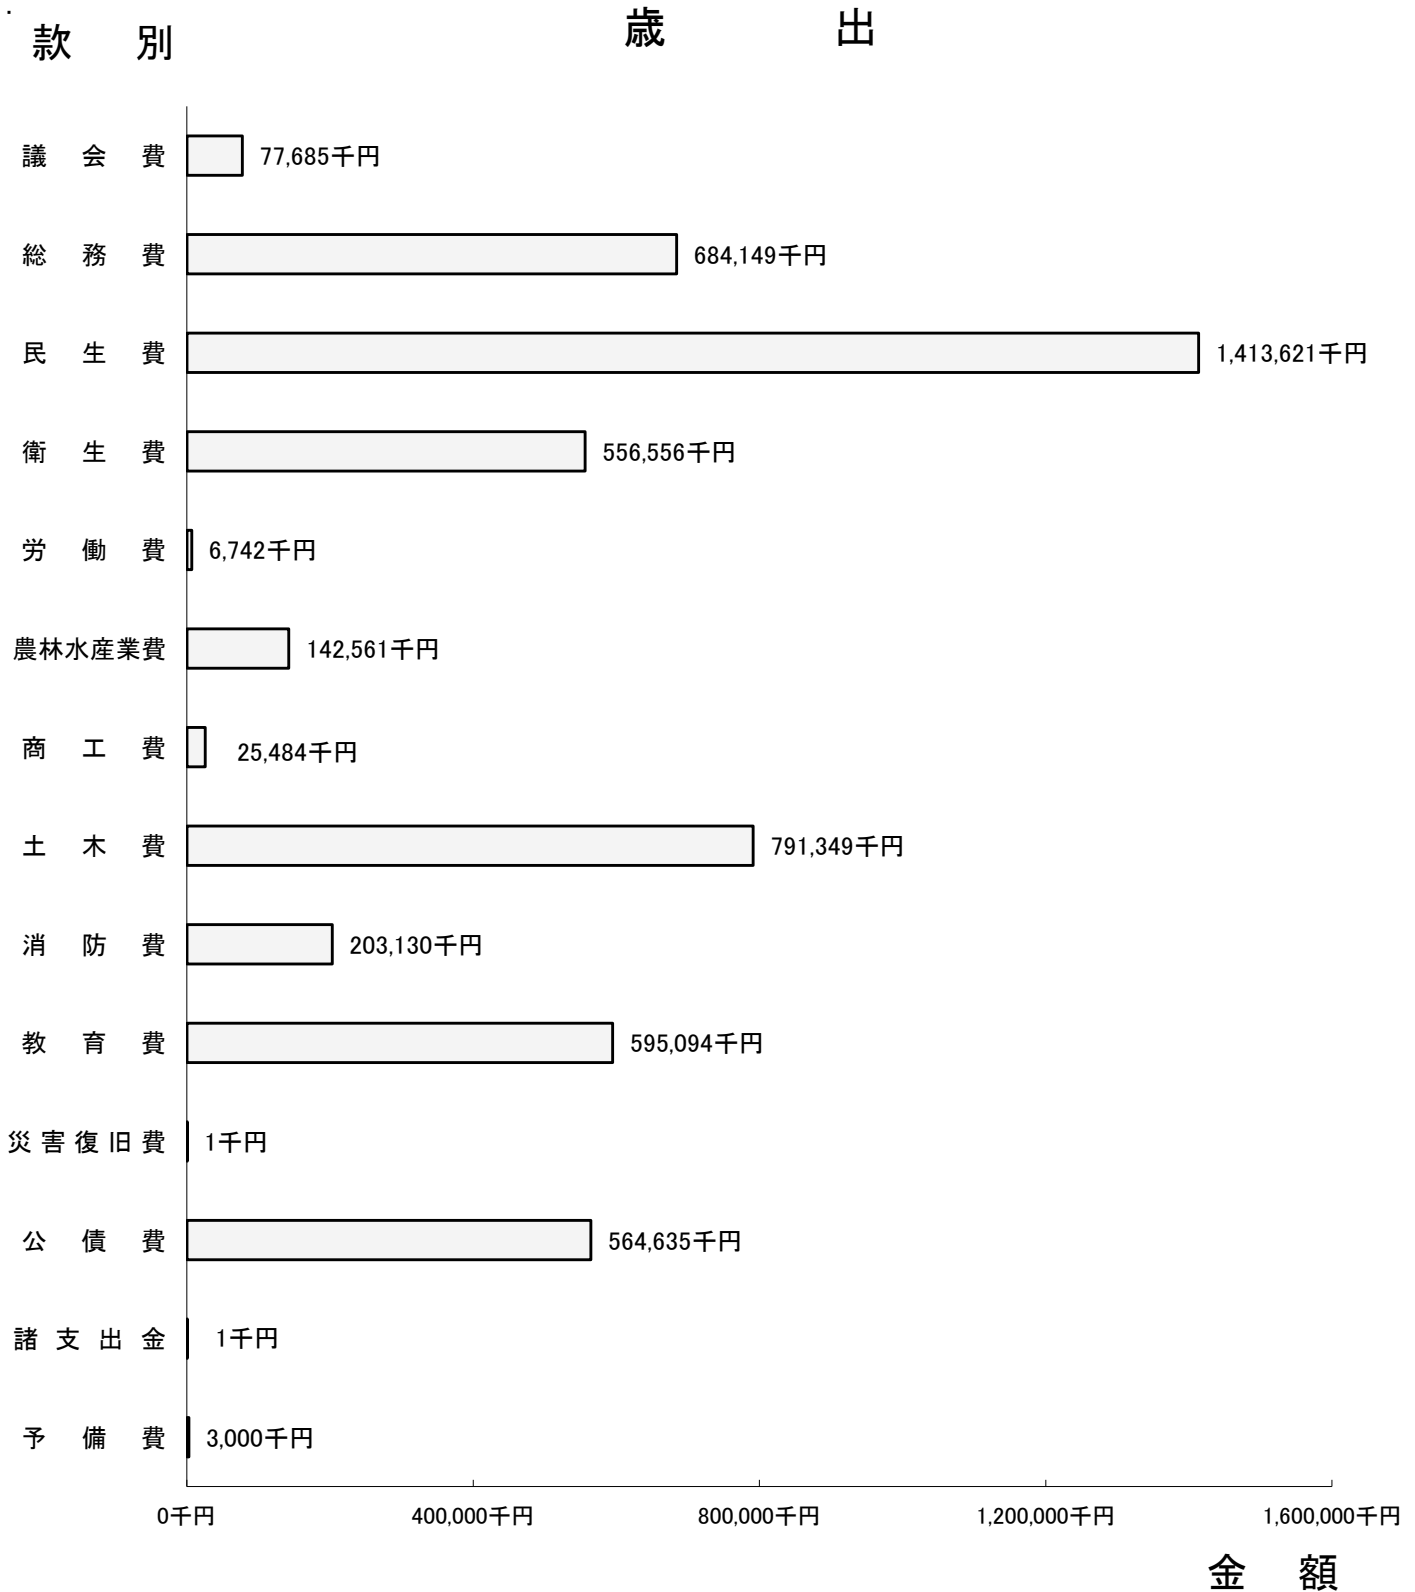 .
歳 出
款 別
議会費 77,685千円
総務費 684,149千円
民生費 1,413,621千円
衛生費 556,556千円
労働費 6,742千円
農林水産業費 142,561千円
商工費 25,484千円
土木費 791,349千円
消防費 203,130千円
教育費 595,094千円
災害復旧費 1千円
公債費 564,635千円
諸支出金 1千円
予備費 3,000千円
0千円 400,000千円 800,000千円 1,200,000千円 1,600,000千円
金 額